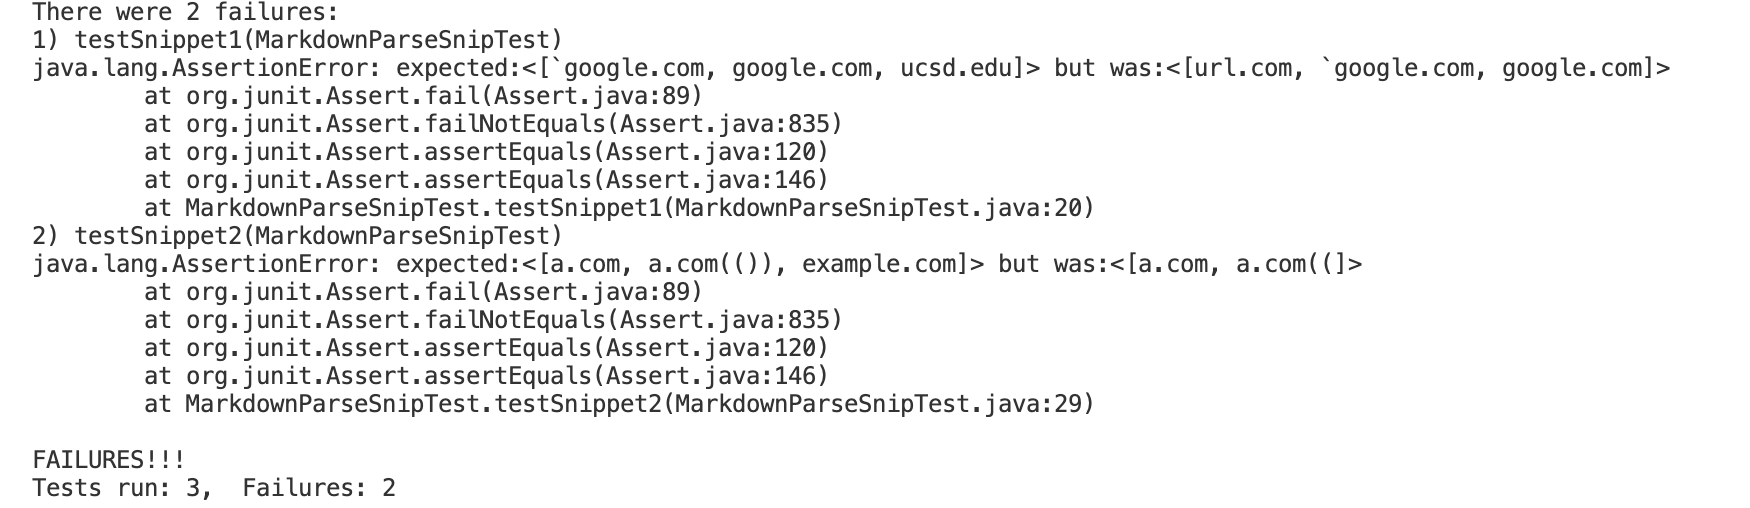 There were 2 failures:
1) testSnippet1(MarkdownParseSnipTest)
java.lang.AssertionError: expected:<[`google.com, google.com, ucsd.edu]> but was:<[url.com, `google.com, google.com]>
        at org.junit.Assert.fail(Assert.java:89)
        at org.junit.Assert.failNotEquals(Assert.java:835)
        at org.junit.Assert.assertEquals(Assert.java:120)
        at org.junit.Assert.assertEquals(Assert.java:146)
        at MarkdownParseSnipTest.testSnippet1(MarkdownParseSnipTest.java:20)
2) testSnippet2(MarkdownParseSnipTest)
java.lang.AssertionError: expected:<[a.com, a.com(()), example.com]> but was:<[a.com, a.com((]>
        at org.junit.Assert.fail(Assert.java:89)
        at org.junit.Assert.failNotEquals(Assert.java:835)
        at org.junit.Assert.assertEquals(Assert.java:120)
        at org.junit.Assert.assertEquals(Assert.java:146)
        at MarkdownParseSnipTest.testSnippet2(MarkdownParseSnipTest.java:29)

FAILURES!!!
Tests run: 3,  Failures: 2